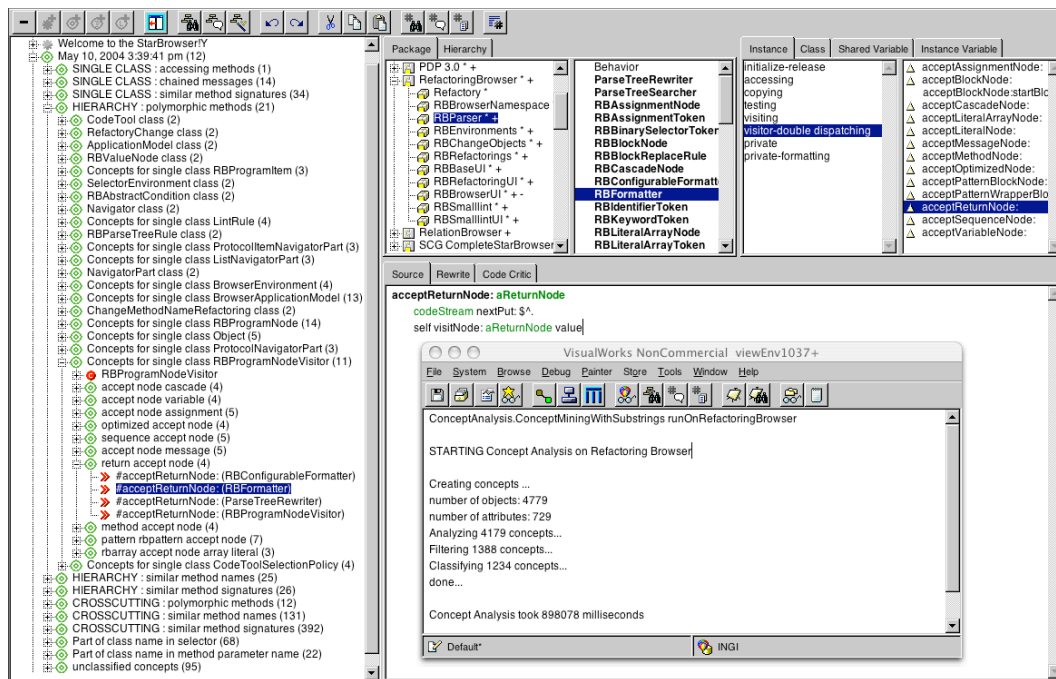 Welcome to the StarBrowser!Y
May 10, 2004 3:39:41 pm (12)
SINGLE CLASS : accessing methods (1)
SINGLE CLASS : chained messages (14)
SINGLE CLASS : similar method signatures (34)
HIERARCHY : polymorphic methods (21)
CodeTool class (2)
RefactoryChange class (2)
ApplicationModel class (2)
RBValueNode class (2)
Concepts for single class RBProgramItem (3)
SelectorEnvironment class (2)
RBAbstractCondition class (2)
Navigator class (2)
Concepts for single class LintRule (4)
RBParseTreeRule class (2)
Concepts for single class ProtocolItemNavigatorPart (3)
Concepts for single class ListNavigatorPart (3)
NavigatorPart class (2)
Concepts for single class BrowserEnvironment (4)
Concepts for single class BrowserApplicationModel (13)
ChangeMethodNameRefactoring class (2)
Concepts for single class RBProgramNode (14)
Concepts for single class Object (5)
Concepts for single class ProtocolNavigatorPart (3)
Concepts for single class RBProgramNodeVisitor (11)
RBProgramNodeVisitor
accept node cascade (4)
accept node variable (4)
accept node assignment (5)
optimized accept node (4)
sequence accept node (5)
accept node message (5)
return accept node (4)
#acceptReturnNode: (RBConfigurableFormatter)
#acceptReturnNode: (RBFormatter)
#acceptReturnNode: (ParseTreeRewriter)
#acceptReturnNode: (RBProgramNodeVisitor)
method accept node (4)
pattern rbpattern accept node (7)
rbarray accept node array literal (3)
Concepts for single class CodeToolSelectionPolicy (4)
HIERARCHY : similar method names (25)
HIERARCHY : similar method signatures (26)
CROSSCUTTING : polymorphic methods (12)
CROSSCUTTING : similar method names (131)
CROSSCUTTING : similar method signatures (392)
Part of class name in selector (68)
Part of class name in method parameter name (22)
unclassified concepts (95)
Package Hierarchy
PDP 3.0 * +
RefactoringBrowser * +
Refactory *
RBBrowserNamespace
RBParser * +
RBEnvironments * +
RBChangeObjects * +
RBRefactorings * +
RBBaseUI * +
RBRefactoringUI * +
RBBrowserUI * + -
RBSmalllint * +
RBSmalllintUI * +
RelationBrowser +
SCG CompleteStarBrowser
Behavior
ParseTreeRewriter
ParseTreeSearcher
RBAssignmentNode
RBAssignmentToken
RBBinarySelectorToken
RBBlockNode
RBBlockReplaceRule
RBCascadeNode
RBConfigurableFormatt
RBFormatter
RBIdentifierToken
RBKeywordToken
RBLiteralArrayNode
RBLiteralArrayToken
Instance Class Shared Variable Instance Variable
initialize-release
accessing
copying
testing
visiting
visitor-double dispatching
private
private-formatting
acceptAssignmentNode:
acceptBlockNode:
acceptBlockNode:startBloc
acceptCascadeNode:
acceptLiteralArrayNode:
acceptLiteralNode:
acceptMessageNode:
acceptMethodNode:
acceptOptimizedNode:
acceptPatternBlockNode:
acceptPatternWrapperBlo
acceptReturnNode:
acceptSequenceNode:
acceptVariableNode:
Source Rewrite Code Critic
acceptReturnNode: aReturnNode
codeStream nextPut: $^.
self visitNode: aReturnNode value
VisualWorks NonCommercial viewEnv1037+
File System Browse Debug Painter Store Tools Window Help
ConceptAnalysis.ConceptMiningWithSubstrings runOnRefactoringBrowser
STARTING Concept Analysis on Refactoring Browser
Creating concepts ...
number of objects: 4779
number of attributes: 729
Analyzing 4179 concepts...
Filtering 1388 concepts...
Classifying 1234 concepts...
done...
Concept Analysis took 898078 milliseconds
Default*
INGI